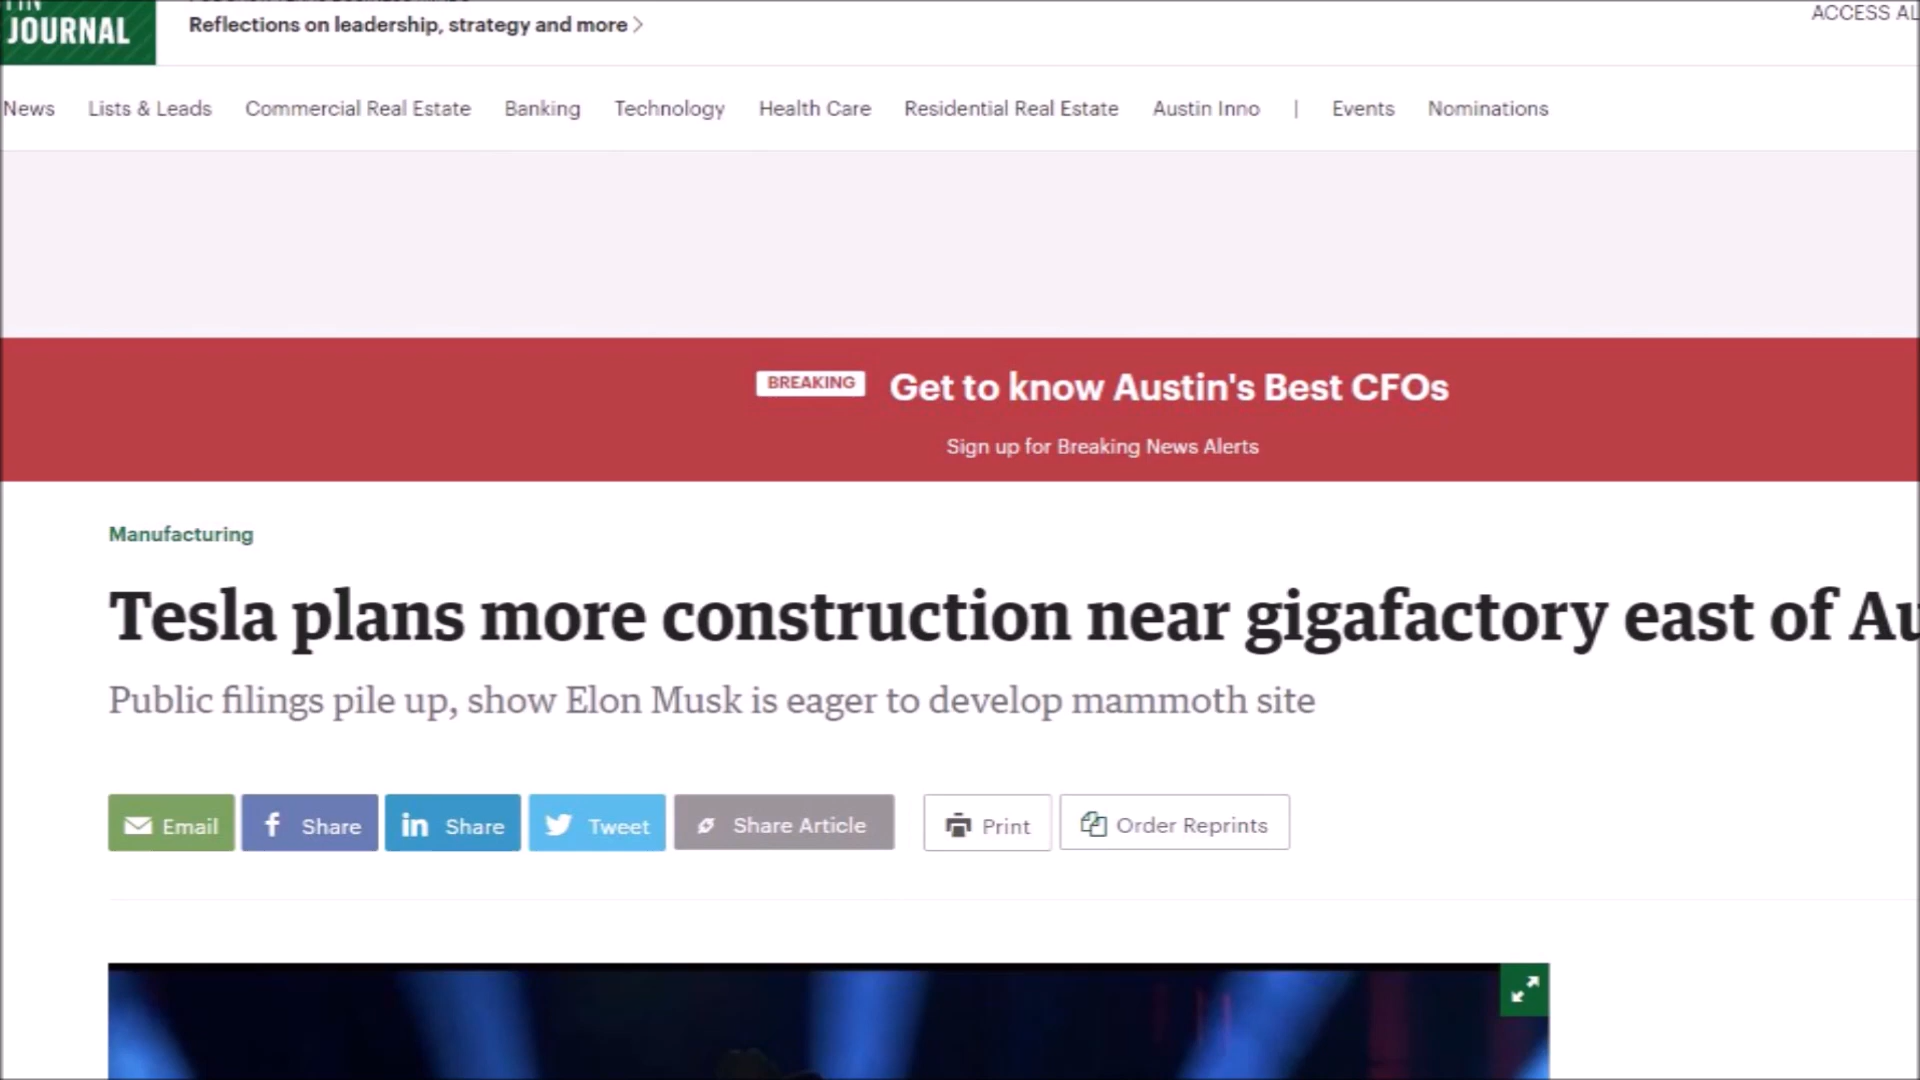 JOURNAL
Reflections on leadership, strategy and more >
ACCESS AL
News Lists & Leads Commercial Real Estate Banking Technology Health Care Residential Real Estate Austin Inno | Events Nominations
BREAKING Get to know Austin's Best CFOs
Sign up for Breaking News Alerts
Manufacturing
Tesla plans more construction near gigafactory east of Au
Public filings pile up, show Elon Musk is eager to develop mammoth site
Email f Share in Share Tweet Share Article Print Order Reprints